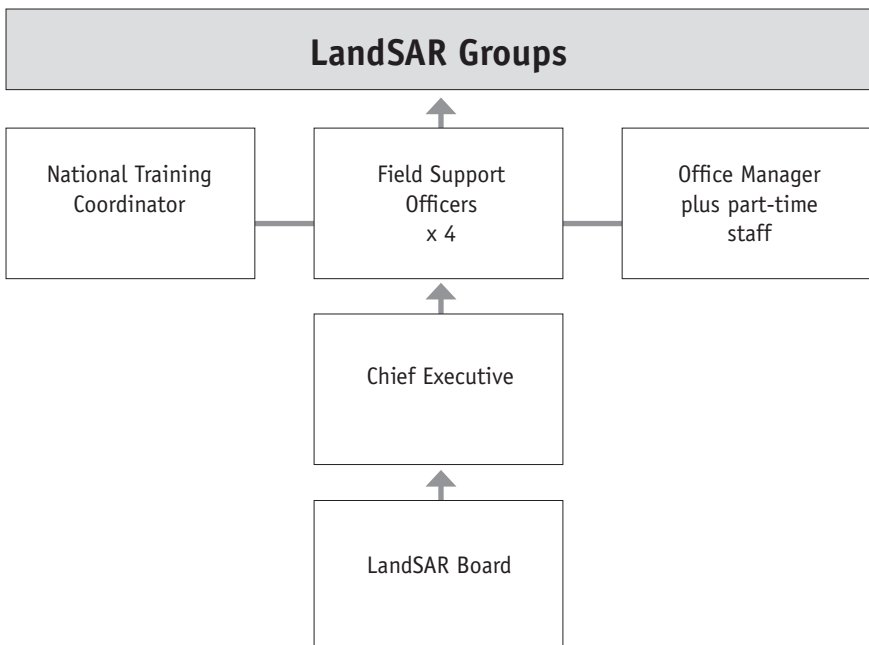 LandSAR Groups
National Training
Coordinator
Field Support
Officers
x 4
Office Manager
plus part-time
staff
Chief Executive
LandSAR Board